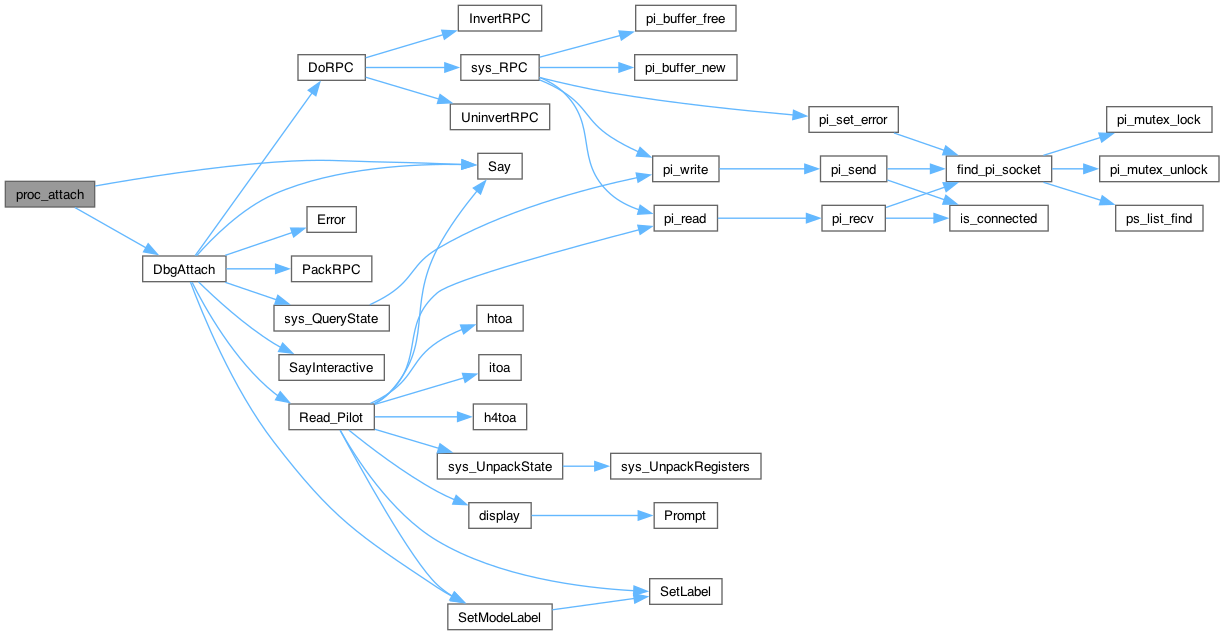 proc_attach
DbgAttach
DoRPC
Error
PackRPC
sys_QueryState
SayInteractive
Read_Pilot
InvertRPC
sys_RPC
UninvertRPC
Say
htoa
itoa
h4toa
sys_UnpackState
display
SetModeLabel
pi_buffer_free
pi_buffer_new
pi_write
pi_read
sys_UnpackRegisters
Prompt
SetLabel
pi_set_error
pi_send
pi_recv
find_pi_socket
is_connected
pi_mutex_lock
pi_mutex_unlock
ps_list_find